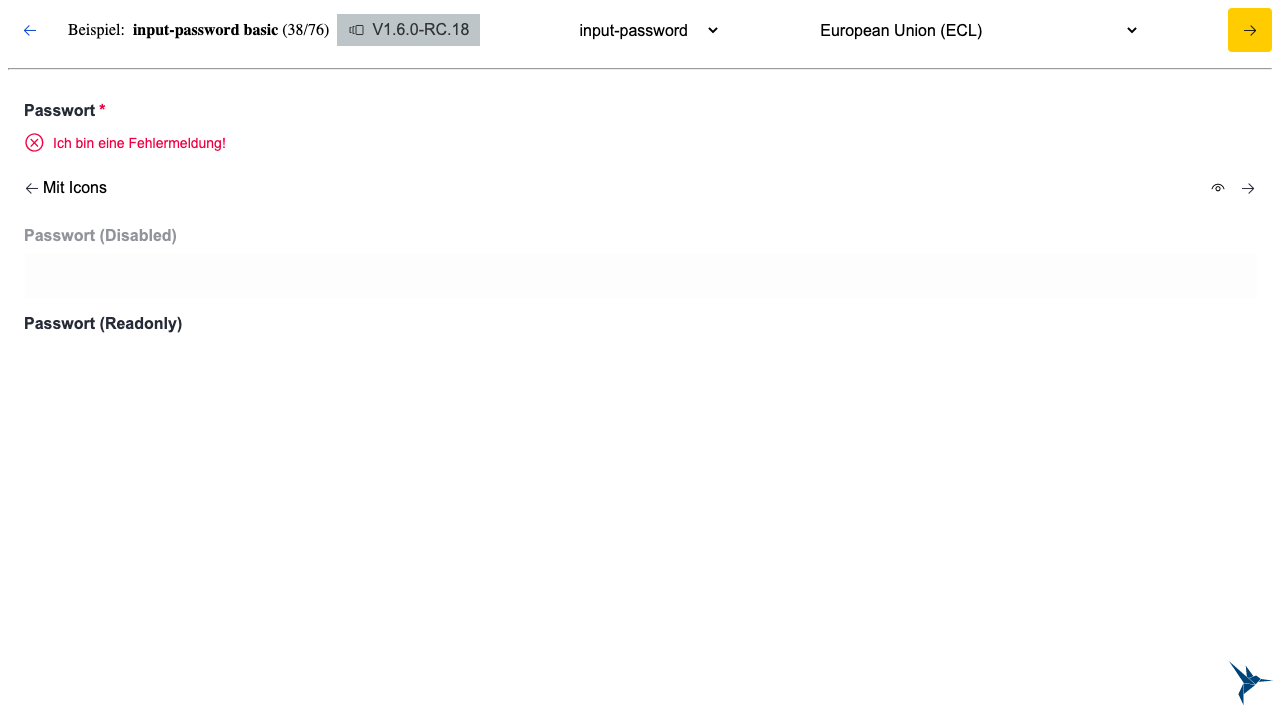 Beispiel: input-password basic (38/76) V1.6.0-RC.18 input-password European Union (ECL)
Passwort *
Ich bin eine Fehlermeldung!
Mit Icons
Passwort (Disabled)
Passwort (Readonly)